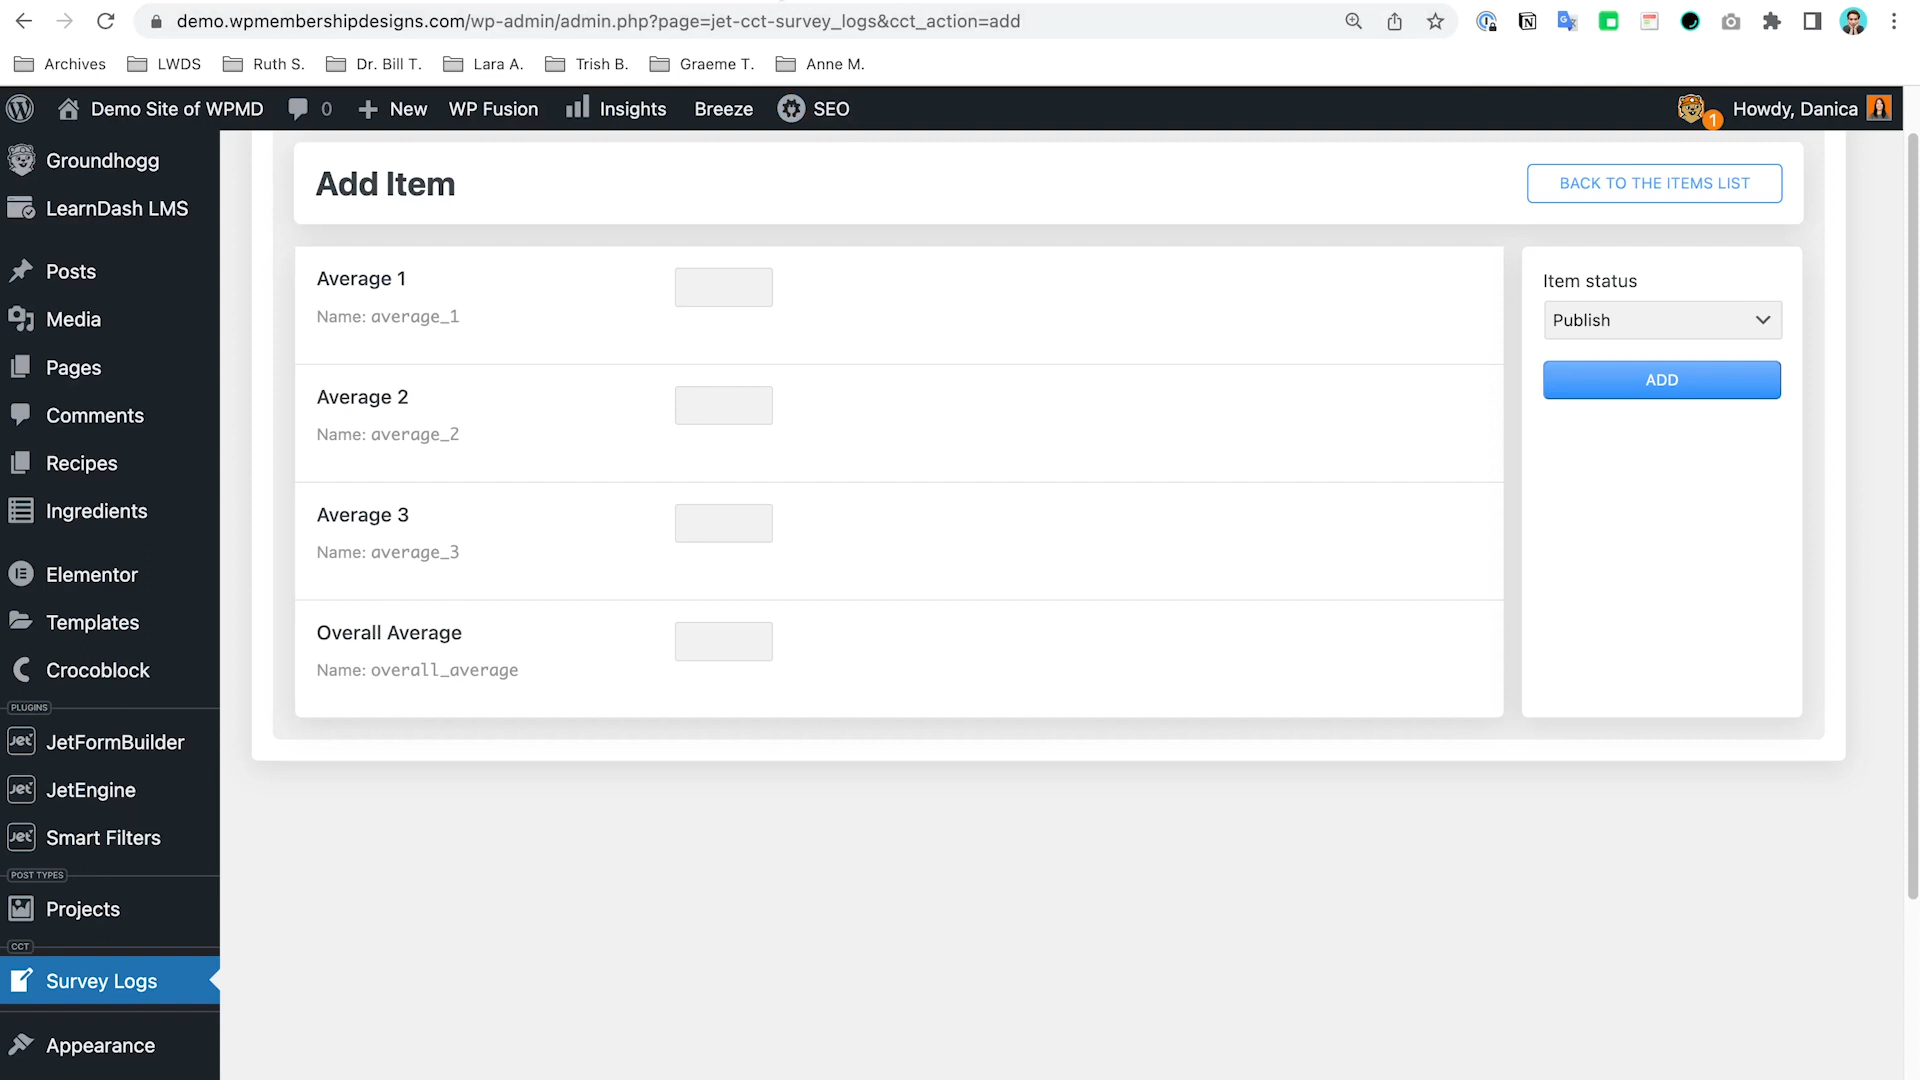 demo.wpmembershipdesigns.com/wp-admin/admin.php?page=jet-cct-survey_logs&cct_action=add
Archives LWDS Ruth S. Dr. Bill T. Lara A. Trish B. Graeme T. Anne M.
Demo Site of WPMD 0 New WP Fusion Insights Breeze SEO 1 Howdy, Danica
Groundhogg
LearnDash LMS
Posts
Media
Pages
Comments
Recipes
Ingredients
Elementor
Templates
Crocoblock
PLUGINS
Jet JetFormBuilder
Jet JetEngine
Jet Smart Filters
POST TYPES
Projects
CCT
Survey Logs
Appearance
Add Item
BACK TO THE ITEMS LIST
Average 1
Name: average_1
Average 2
Name: average_2
Average 3
Name: average_3
Overall Average
Name: overall_average
Item status
Publish
ADD